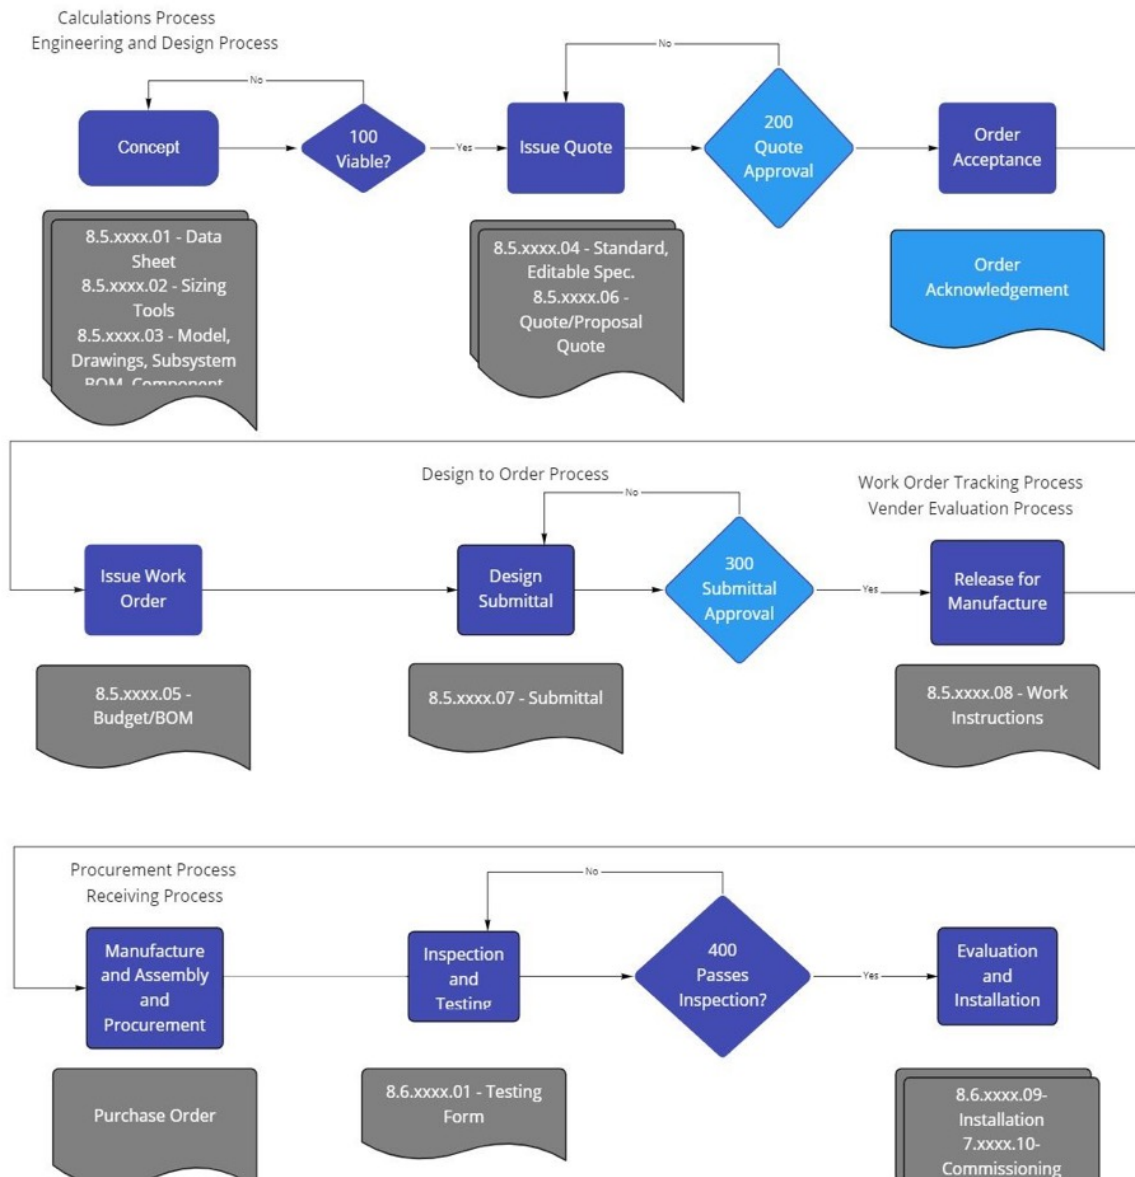 Calculations Process
Engineering and Design Process
No
No
Concept
100
Viable?
Yes
Issue Quote
200
Quote
Approval
Order
Acceptance
8.5.xxxx.01 - Data
Sheet
8.5.xxxx.02 - Sizing
Tools
8.5.xxxx.03 - Model,
Drawings, Subsystem
BOM, Component
8.5.xxxx.04 - Standard,
Editable Spec.
8.5.xxxx.06 -
Quote/Proposal
Quote
Order
Acknowledgement
Design to Order Process
No
Work Order Tracking Process
Vender Evaluation Process
Issue Work
Order
Design
Submittal
300
Submittal
Approval
Yes
Release for
Manufacture
8.5.xxxx.05 -
Budget/BOM
8.5.xxxx.07 - Submittal
8.5.xxxx.08 - Work
Instructions
Procurement Process
Receiving Process
No
Manufacture
and Assembly
and
Procurement
Inspection
and
Testing
400
Passes
Inspection?
Yes
Evaluation
and
Installation
Purchase Order
8.6.xxxx.01 - Testing
Form
8.6.xxxx.09-
Installation
7.xxxx.10-
Commissioning